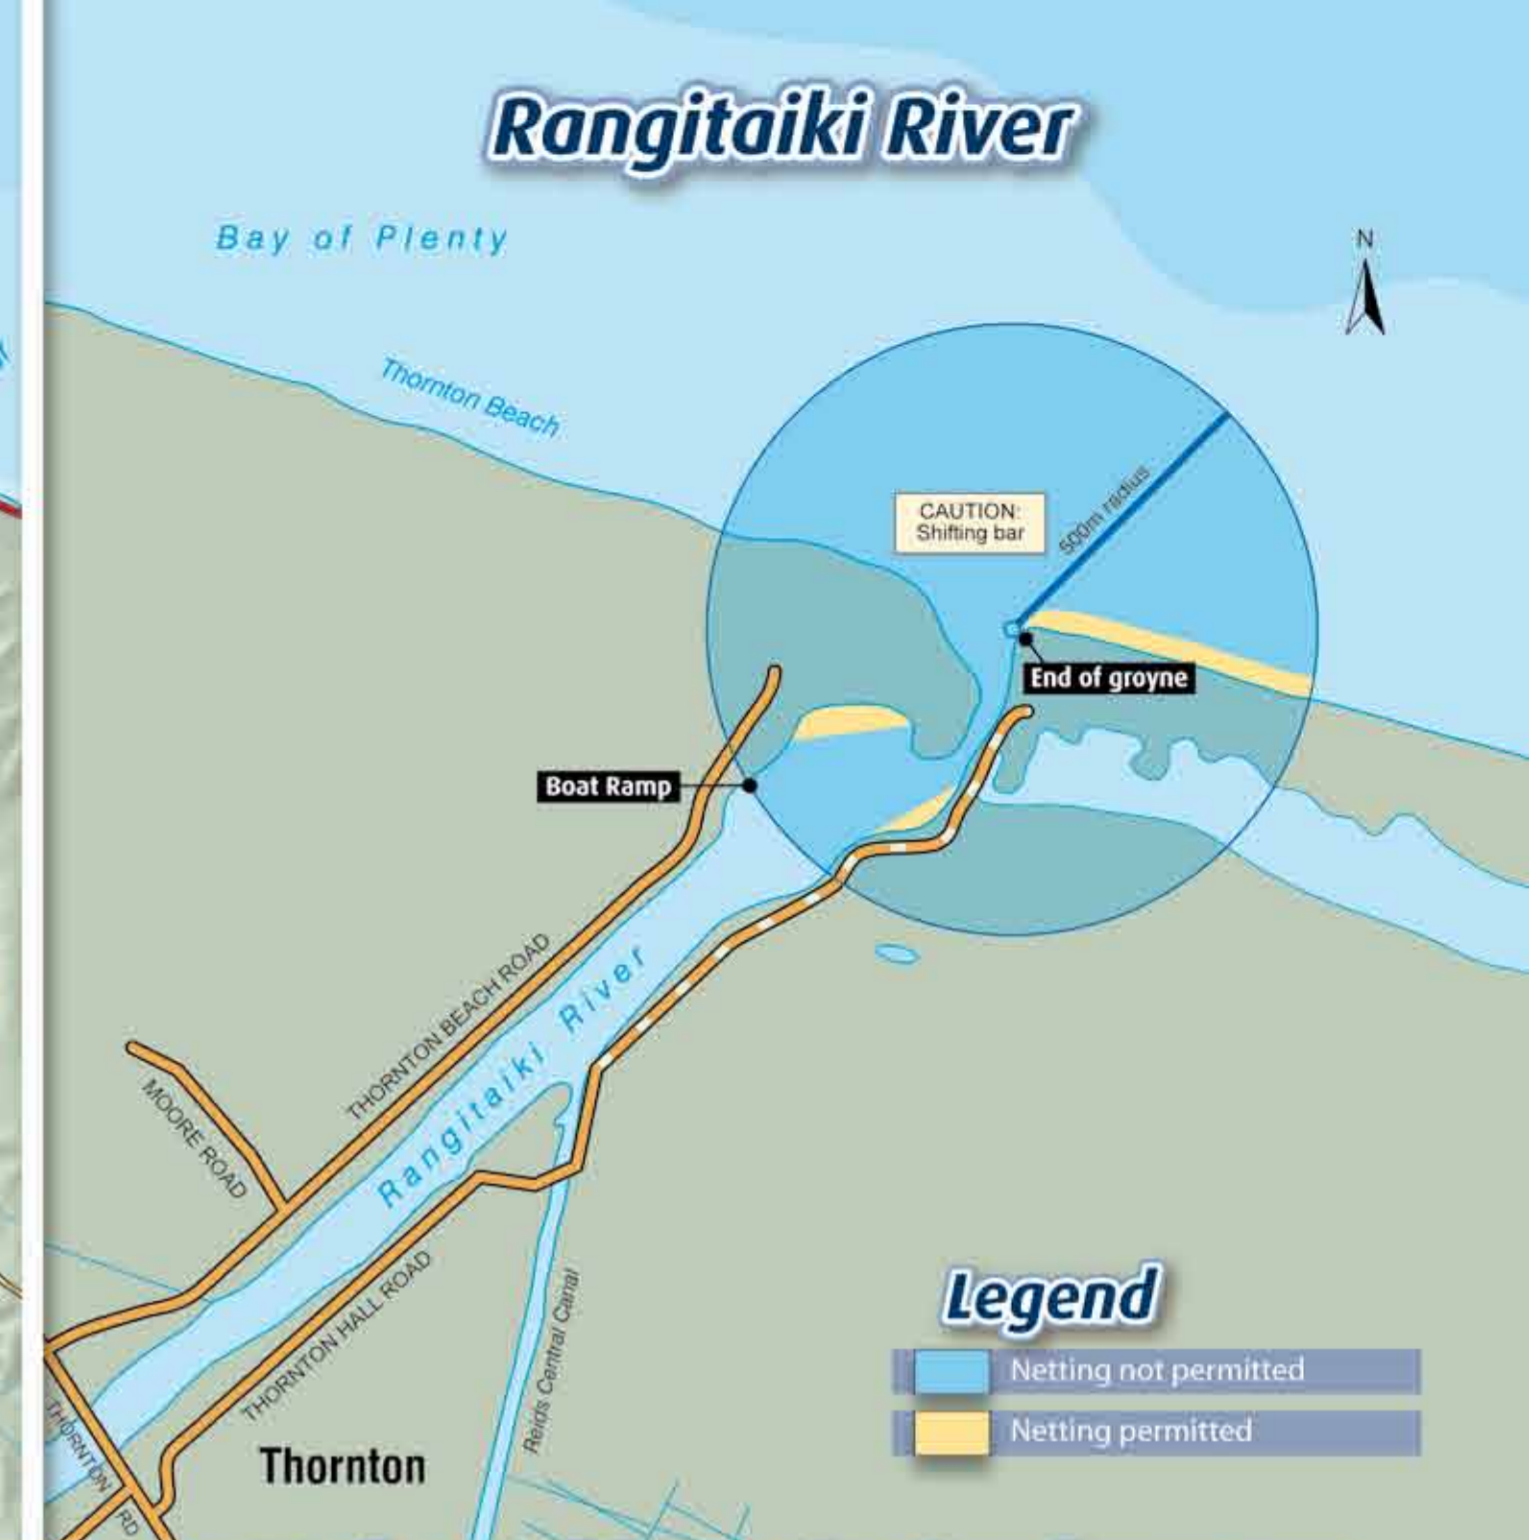 Rangitaiki River
Bay of Plenty
N
Thornton Beach
CAUTION:
Shifting bar
500m radius
End of groyne
Boat Ramp
THORNTON BEACH ROAD
Rangitaiki River
MOORE ROAD
THORNTON HALL ROAD
Reids Central Canal
THORNTON RD
Thornton
Legend
Netting not permitted
Netting permitted